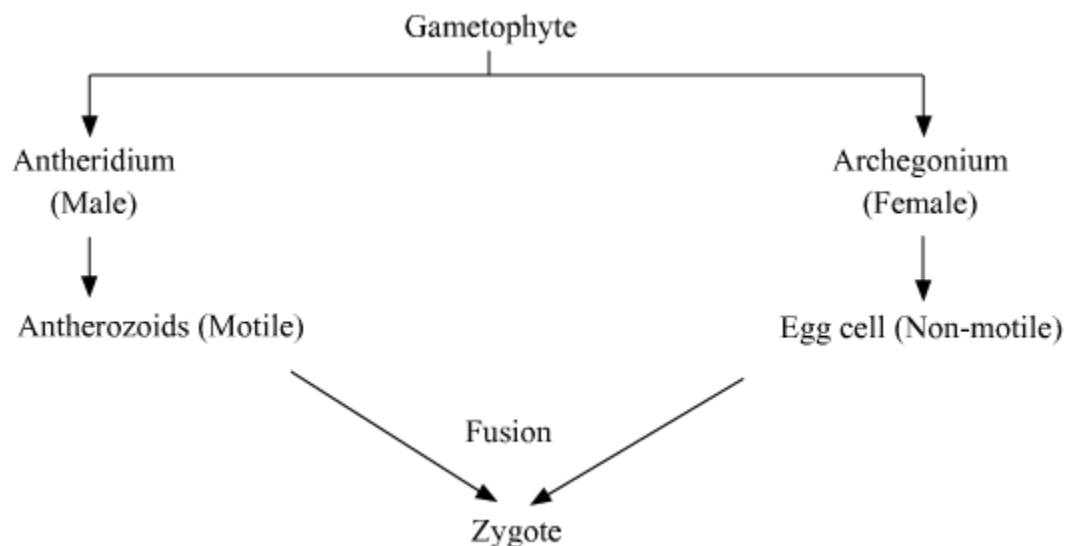 Gametophyte
Antheridium
(Male)
Archegonium
(Female)
Antherozoids (Motile)
Egg cell (Non-motile)
Fusion
Zygote